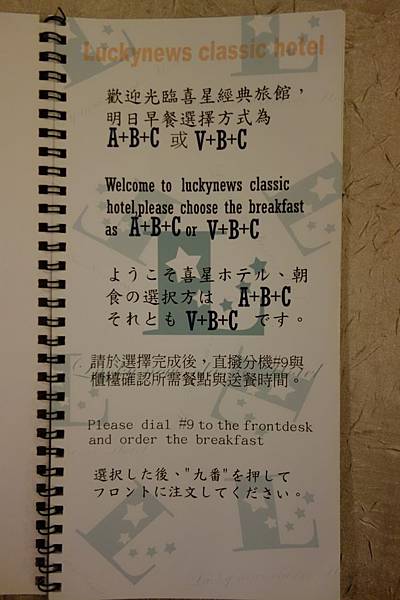 Luckynews classic hotel
歡迎光臨喜星經典旅館，
明日早餐選擇方式為
A+B+C 或 V+B+C
Welcome to luckynews classic
hotel,please choose the breakfast
as A+B+C or V+B+C
ようこそ喜星ホテル、朝
食の選択方は A+B+C
それとも V+B+C です。
請於選擇完成後，直撥分機#9與
櫃檯確認所需餐點與送餐時間。
Please dial #9 to the frontdesk
and order the breakfast
選択した後、"九番"を押して
フロントに注文してください。